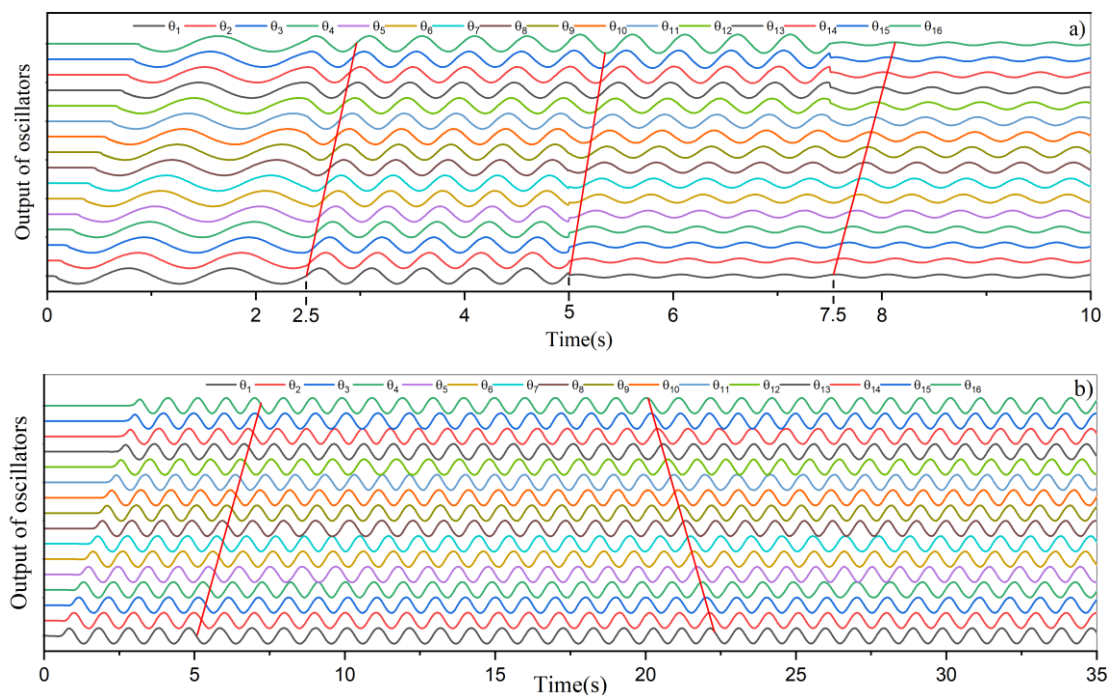 θ1 θ2 θ3 θ4 θ5 θ6 θ7 θ8 θ9 θ10 θ11 θ12 θ13 θ14 θ15 θ16
a)
Output of oscillators
0 2 2.5 4 5 6 7.5 8 10
Time(s)
θ1 θ2 θ3 θ4 θ5 θ6 θ7 θ8 θ9 θ10 θ11 θ12 θ13 θ14 θ15 θ16
b)
Output of oscillators
0 5 10 15 20 25 30 35
Time(s)